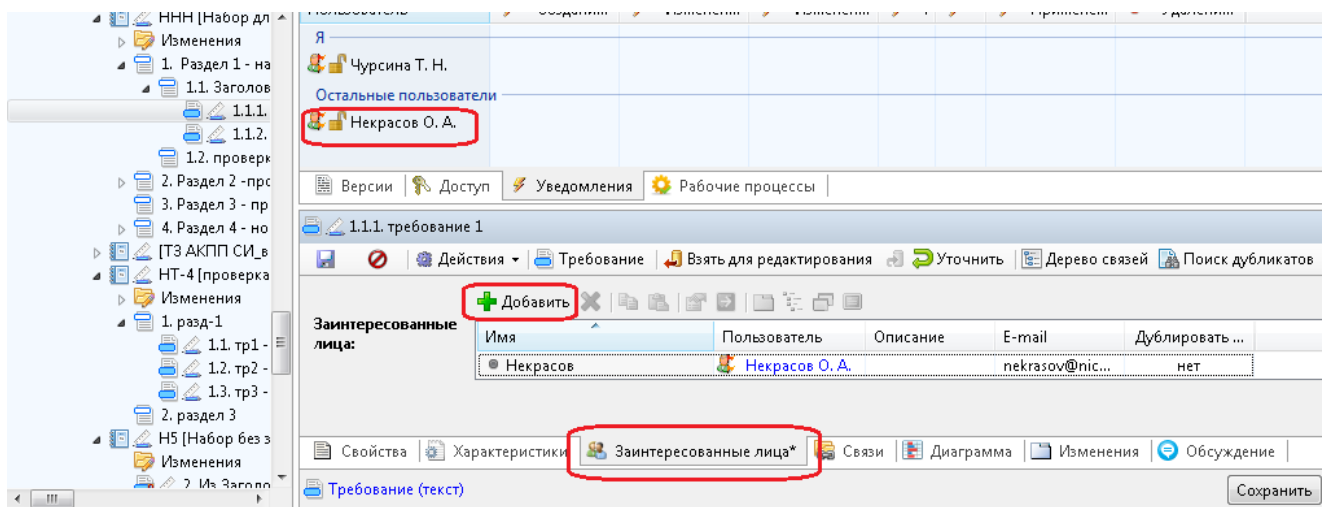 ННН [Набор дл
Изменения
1. Раздел 1 - на
1.1. Заголов
1.1.1.
1.1.2.
1.2. проверк
2. Раздел 2 -про
3. Раздел 3 - пр
4. Раздел 4 - но
[ТЗ АКПП СИ_в
НТ-4 [проверка
Изменения
1. разд-1
1.1. тр1 -
1.2. тр2 -
1.3. тр3 -
2. раздел 3
Н5 [Набор без з
Изменения
2. Из Заголо
Я
Чурсина Т. Н.
Остальные пользователи
Некрасов О. А.
Версии Доступ Уведомления Рабочие процессы
1.1.1. требование 1
Действия Требование Взять для редактирования Уточнить Дерево связей Поиск дубликатов
Добавить
Заинтересованные лица:
Имя Пользователь Описание E-mail Дублировать ...
Некрасов Некрасов О. А. nekrasov@nic... нет
Свойства Характеристики Заинтересованные лица* Связи Диаграмма Изменения Обсуждение
Требование (текст) Сохранить